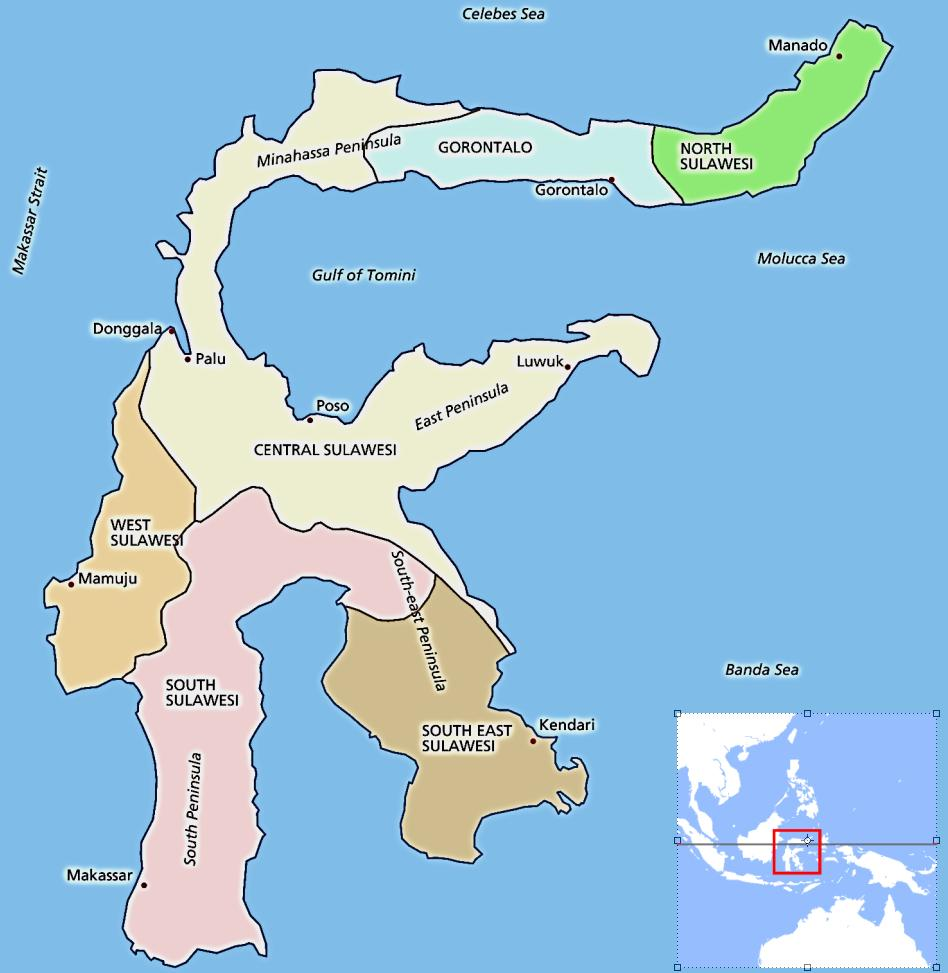 Celebes Sea
Manado
Minahassa Peninsula
GORONTALO
NORTH
SULAWESI
Gorontalo
Makassar Strait
Molucca Sea
Gulf of Tomini
Donggala
Palu
Luwuk
East Peninsula
Poso
CENTRAL SULAWESI
WEST
SULAWESI
Mamuju
South-east Peninsula
Banda Sea
SOUTH
SULAWESI
SOUTH EAST
SULAWESI
Kendari
South Peninsula
Makassar